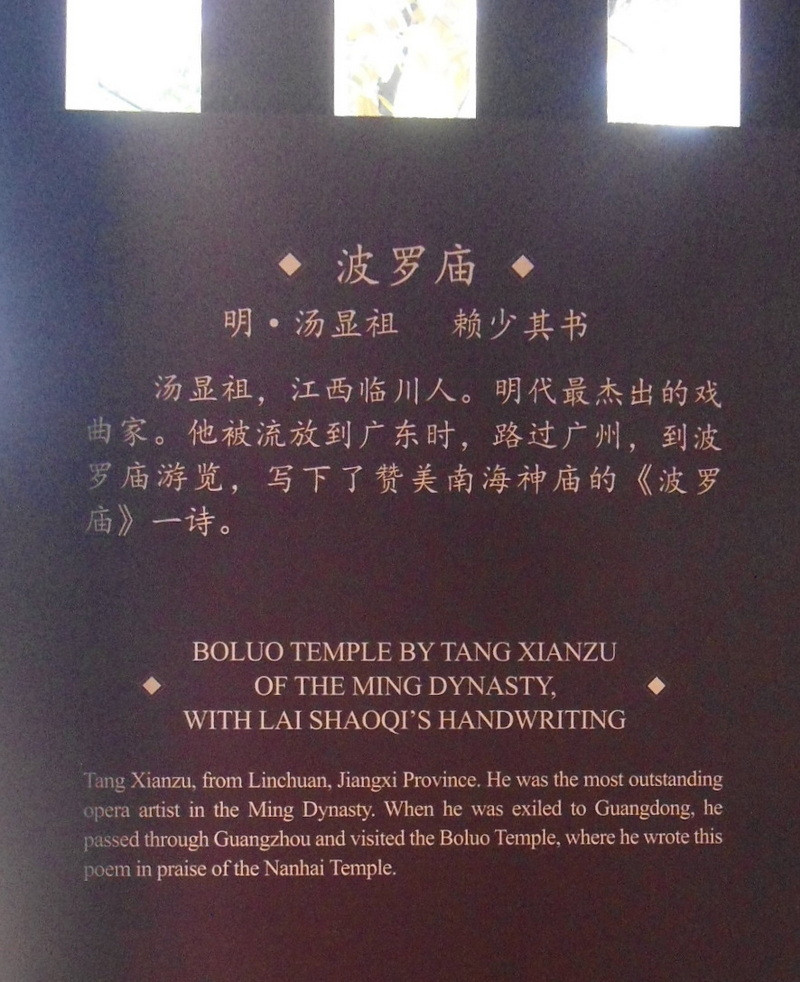 ◆ 波罗庙 ◆
明·汤显祖 赖少其书
汤显祖，江西临川人。明代最杰出的戏
曲家。他被流放到广东时，路过广州，到波
罗庙游览，写下了赞美南海神庙的《波罗
庙》一诗。
BOLUO TEMPLE BY TANG XIANZU
◆ OF THE MING DYNASTY, ◆
WITH LAI SHAOQI'S HANDWRITING
Tang Xianzu, from Linchuan, Jiangxi Province. He was the most outstanding
opera artist in the Ming Dynasty. When he was exiled to Guangdong, he
passed through Guangzhou and visited the Boluo Temple, where he wrote this
poem in praise of the Nanhai Temple.